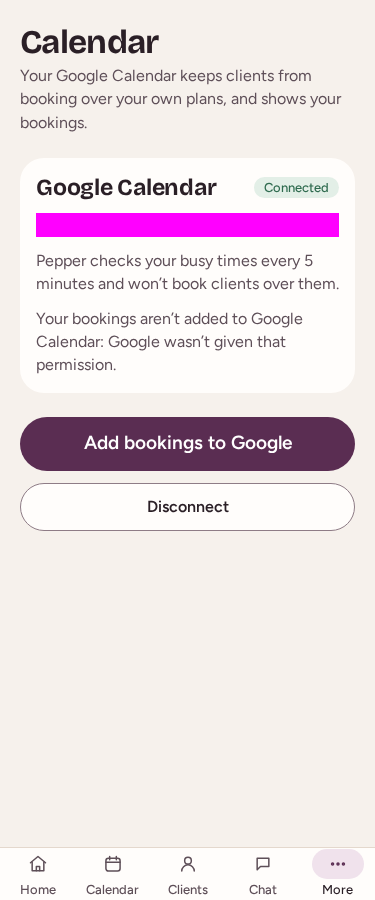 Calendar
Your Google Calendar keeps clients from
booking over your own plans, and shows your
bookings.
Google Calendar
Connected
Pepper checks your busy times every 5
minutes and won’t book clients over them.
Your bookings aren’t added to Google
Calendar: Google wasn’t given that
permission.
Add bookings to Google
Disconnect
Home
Calendar
Clients
Chat
More